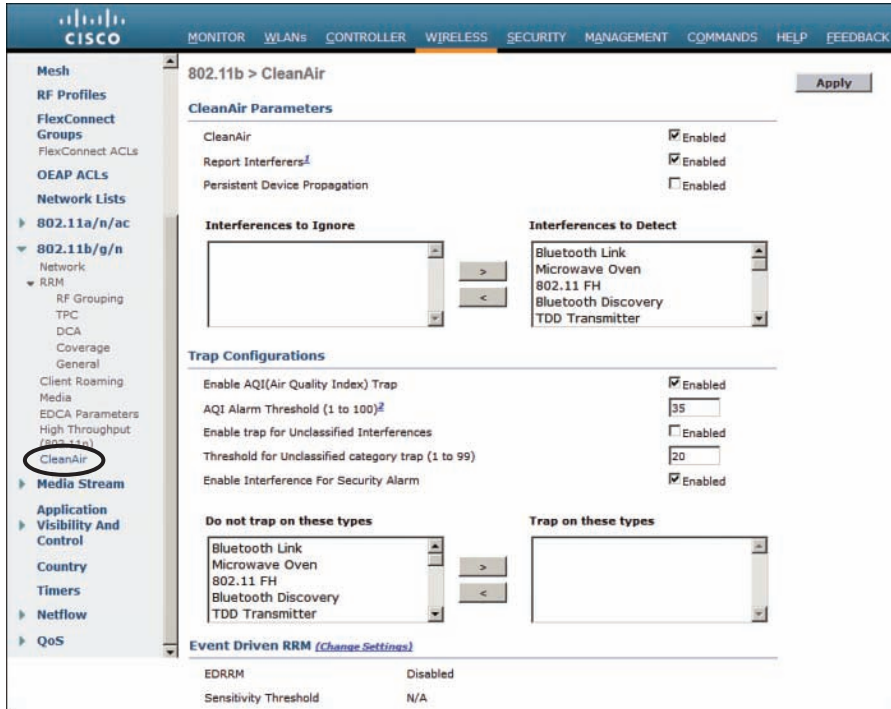 CISCO
MONITOR WLANs CONTROLLER WIRELESS SECURITY MANAGEMENT COMMANDS HELP FEEDBACK
Mesh
RF Profiles
FlexConnect
Groups
FlexConnect ACLs
OEAP ACLs
Network Lists
802.11a/n/ac
802.11b/g/n
Network
RRM
RF Grouping
TPC
DCA
Coverage
General
Client Roaming
Media
EDCA Parameters
High Throughput
(802.11n)
CleanAir
Media Stream
Application
Visibility And
Control
Country
Timers
Netflow
QoS
802.11b > CleanAir
Apply
CleanAir Parameters
CleanAir Enabled
Report Interferers1 Enabled
Persistent Device Propagation Enabled
Interferences to Ignore Interferences to Detect
Bluetooth Link
Microwave Oven
> 802.11 FH
< Bluetooth Discovery
TDD Transmitter
Trap Configurations
Enable AQI(Air Quality Index) Trap Enabled
AQI Alarm Threshold (1 to 100)2 35
Enable trap for Unclassified Interferences Enabled
Threshold for Unclassified category trap (1 to 99) 20
Enable Interference For Security Alarm Enabled
Do not trap on these types Trap on these types
Bluetooth Link
Microwave Oven >
802.11 FH
Bluetooth Discovery <
TDD Transmitter
Event Driven RRM (Change Settings)
EDRRM Disabled
Sensitivity Threshold N/A